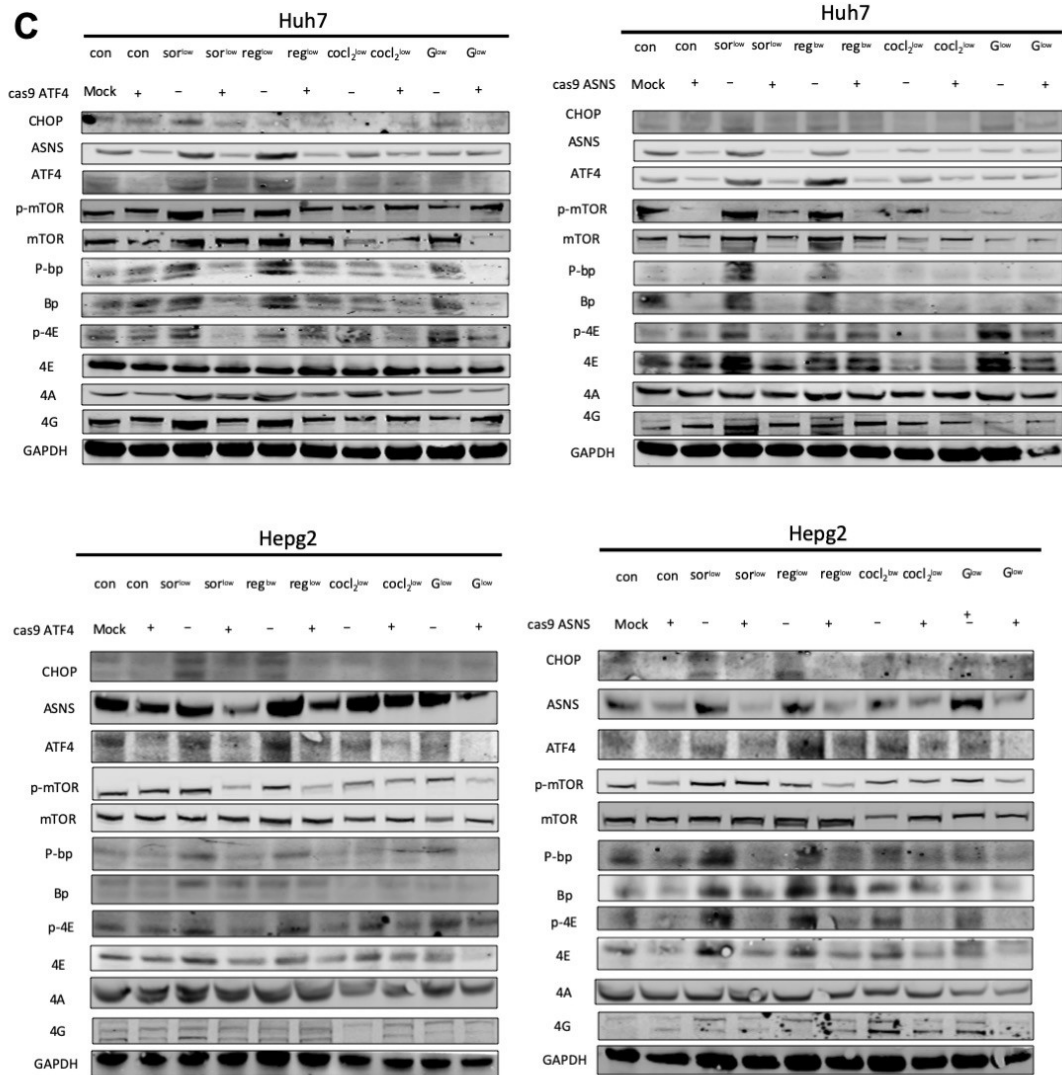 C
Huh7
con con sorˡᵒʷ sorˡᵒʷ regˡᵒʷ regˡᵒʷ cocl₂ˡᵒʷ cocl₂ˡᵒʷ Gˡᵒʷ Gˡᵒʷ
cas9 ATF4 Mock + − + − + − + − +
CHOP
ASNS
ATF4
p-mTOR
mTOR
P-bp
Bp
p-4E
4E
4A
4G
GAPDH
Huh7
con con sorˡᵒʷ sorˡᵒʷ regˡᵒʷ regˡᵒʷ cocl₂ˡᵒʷ cocl₂ˡᵒʷ Gˡᵒʷ Gˡᵒʷ
cas9 ASNS Mock + − + − + − + − +
CHOP
ASNS
ATF4
p-mTOR
mTOR
P-bp
Bp
p-4E
4E
4A
4G
GAPDH
Hepg2
con con sorˡᵒʷ sorˡᵒʷ regˡᵒʷ regˡᵒʷ cocl₂ˡᵒʷ cocl₂ˡᵒʷ Gˡᵒʷ Gˡᵒʷ
cas9 ATF4 Mock + − + − + − + − +
CHOP
ASNS
ATF4
p-mTOR
mTOR
P-bp
Bp
p-4E
4E
4A
4G
GAPDH
Hepg2
con con sorˡᵒʷ sorˡᵒʷ regˡᵒʷ regˡᵒʷ cocl₂ˡᵒʷ cocl₂ˡᵒʷ Gˡᵒʷ Gˡᵒʷ
cas9 ASNS Mock + − + − + − + + − +
CHOP
ASNS
ATF4
p-mTOR
mTOR
P-bp
Bp
p-4E
4E
4A
4G
GAPDH